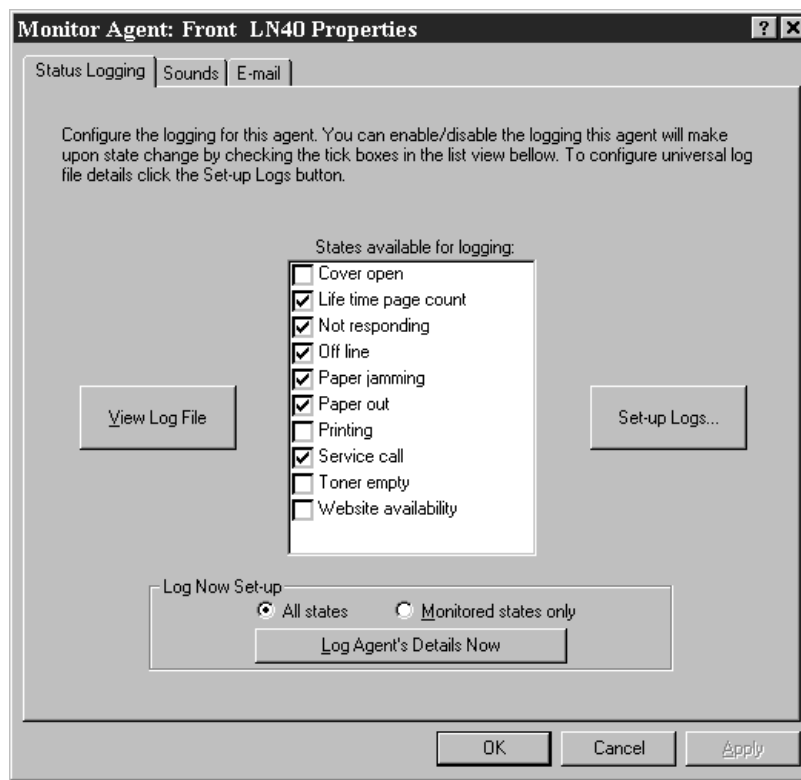 Monitor Agent: Front LN40 Properties
Status Logging Sounds E-mail
Configure the logging for this agent. You can enable/disable the logging this agent will make
upon state change by checking the tick boxes in the list view bellow. To configure universal log
file details click the Set-up Logs button.
States available for logging:
Cover open
Life time page count
Not responding
Off line
Paper jamming
Paper out
Printing
Service call
Toner empty
Website availability
View Log File
Set-up Logs...
Log Now Set-up
All states Monitored states only
Log Agent's Details Now
OK Cancel Apply